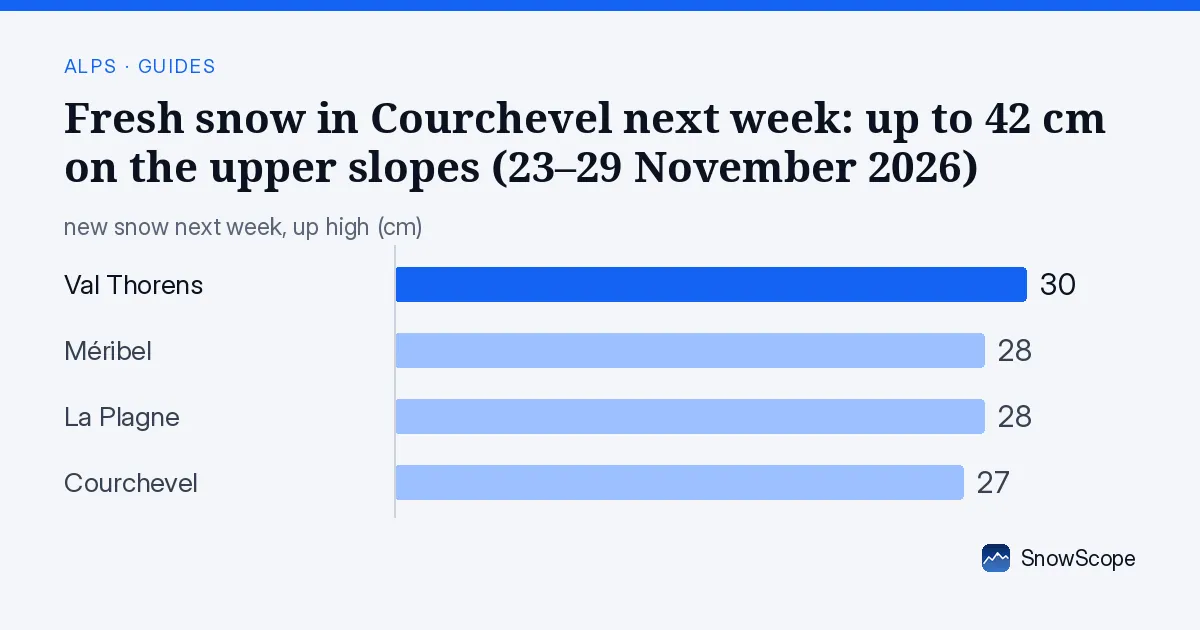 ALPS · GUIDES
Fresh snow in Courchevel next week: up to 42 cm
on the upper slopes (23–29 November 2026)
new snow next week, up high (cm)
Val Thorens 30
Méribel 28
La Plagne 28
Courchevel 27
SnowScope